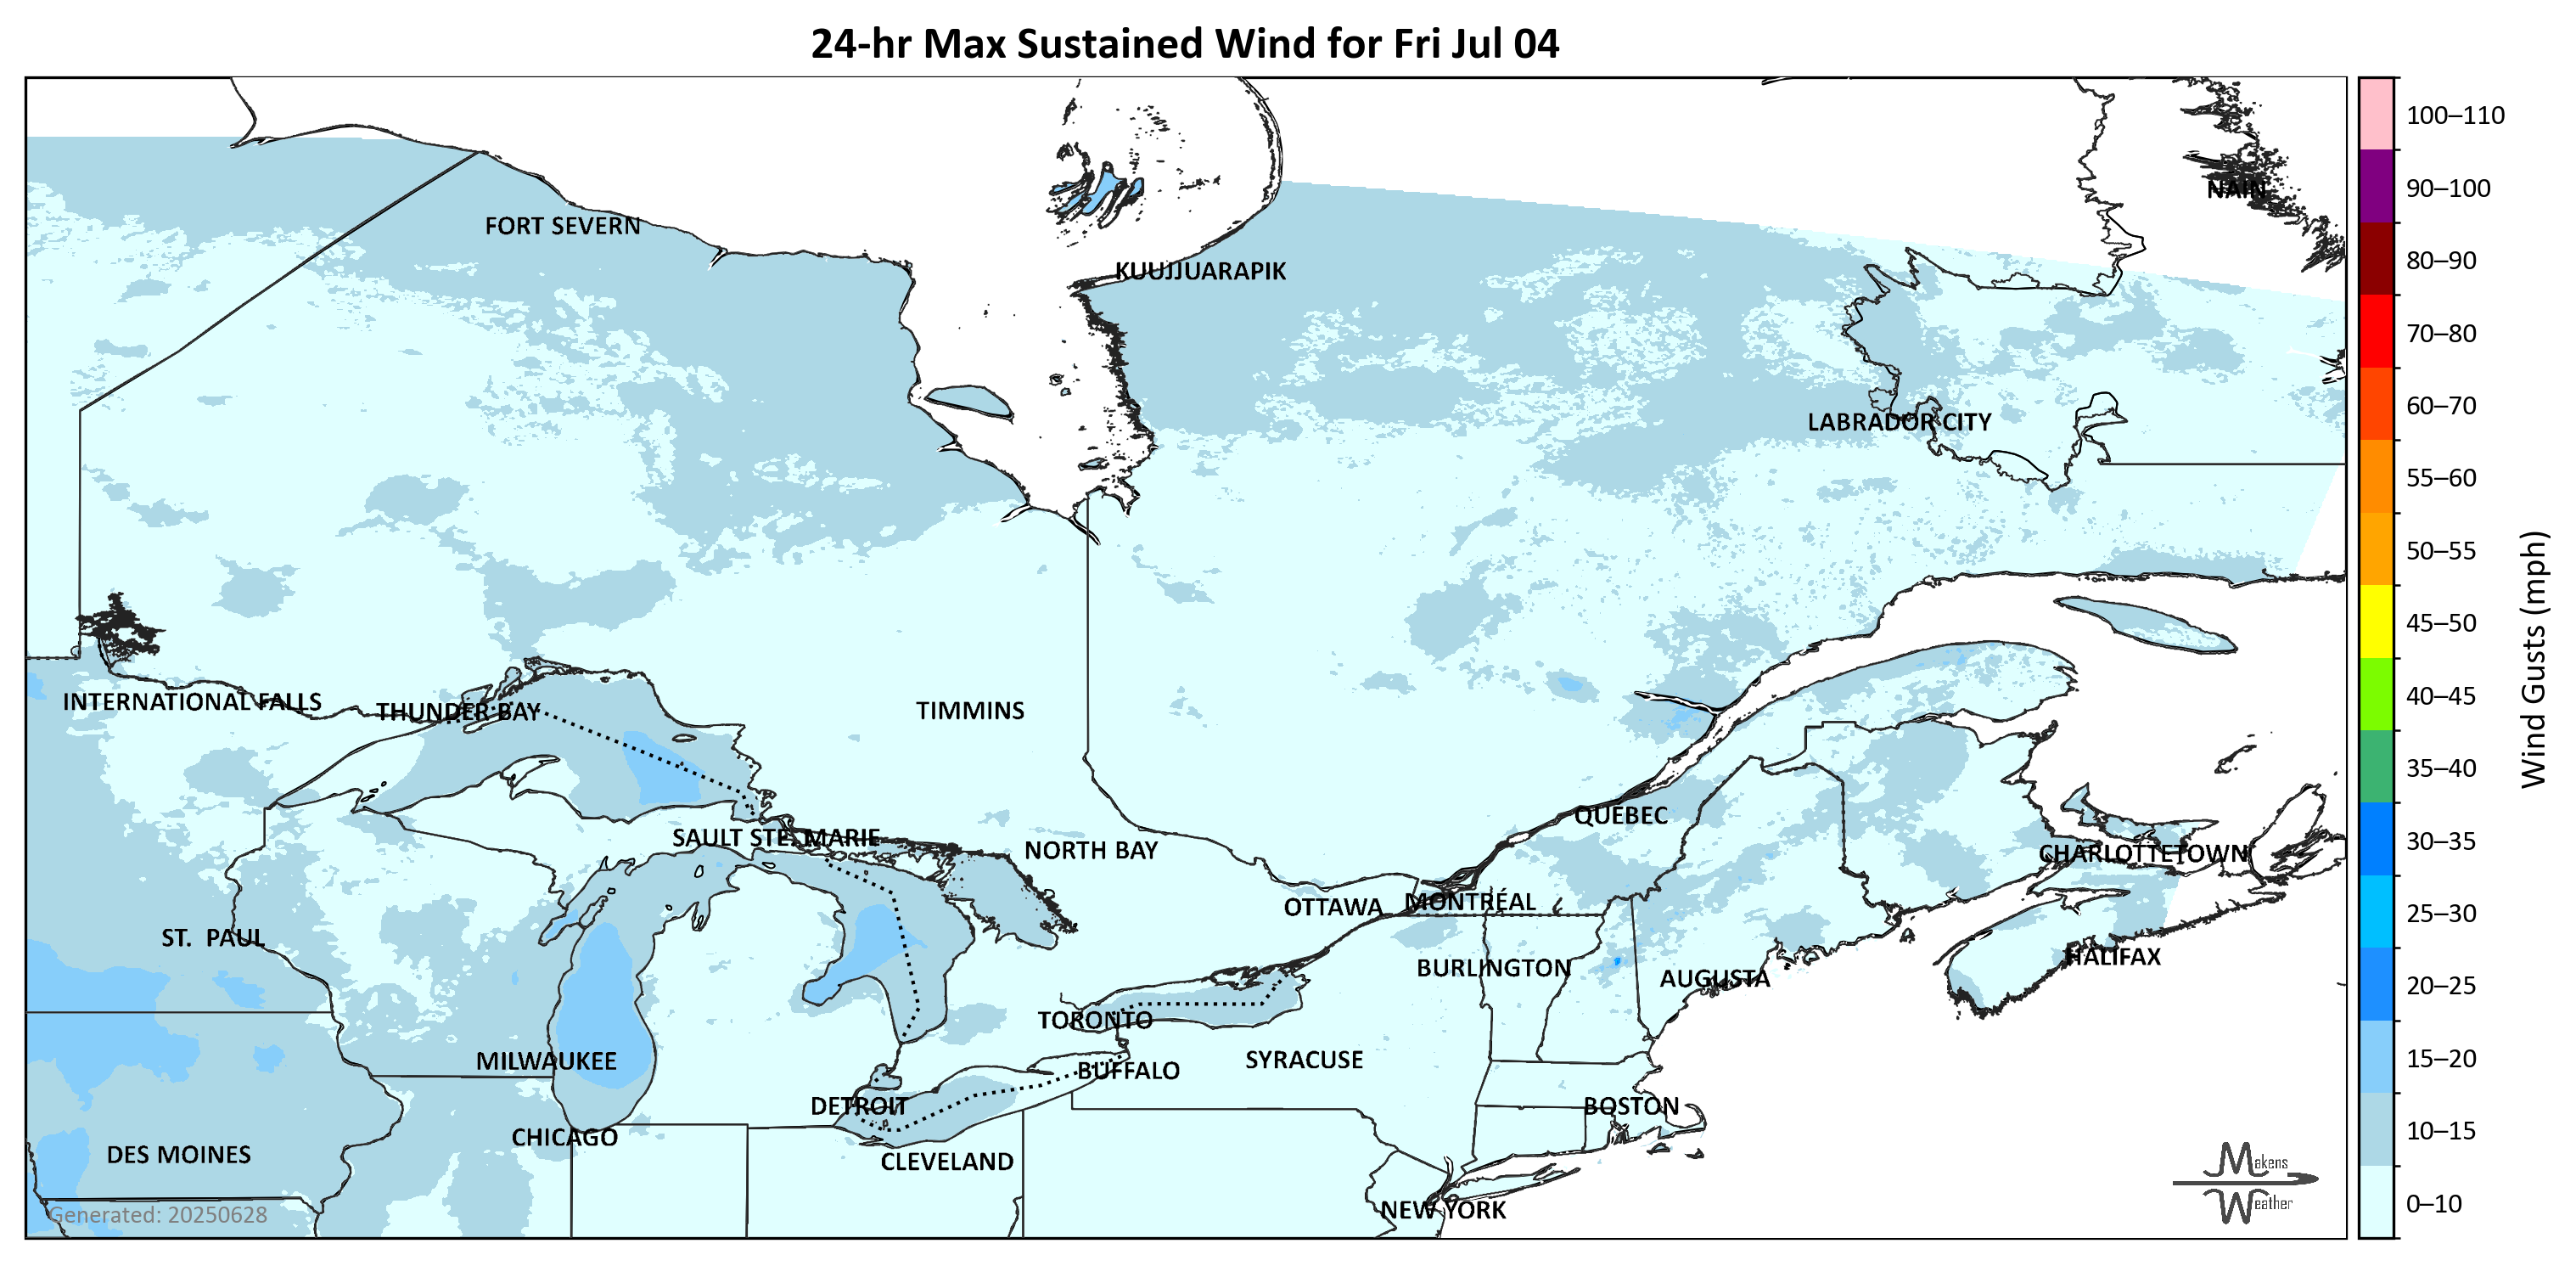 24-hr Max Sustained Wind for Fri Jul 04
100–110
90–100
NAIN
FORT SEVERN
80–90
KUUJJUARAPIK
70–80
60–70
LABRADOR CITY
55–60
50–55
45–50
Wind Gusts (mph)
40–45
INTERNATIONAL FALLS
THUNDER BAY
TIMMINS
35–40
QUEBEC
30–35
SAULT STE. MARIE
NORTH BAY
CHARLOTTETOWN
OTTAWA
MONTRÉAL
25–30
ST. PAUL
HALIFAX
BURLINGTON
AUGUSTA
20–25
TORONTO
MILWAUKEE
SYRACUSE
15–20
BUFFALO
DETROIT
BOSTON
10–15
CHICAGO
DES MOINES
CLEVELAND
Makens
Weather
0–10
NEW YORK
Generated: 20250628